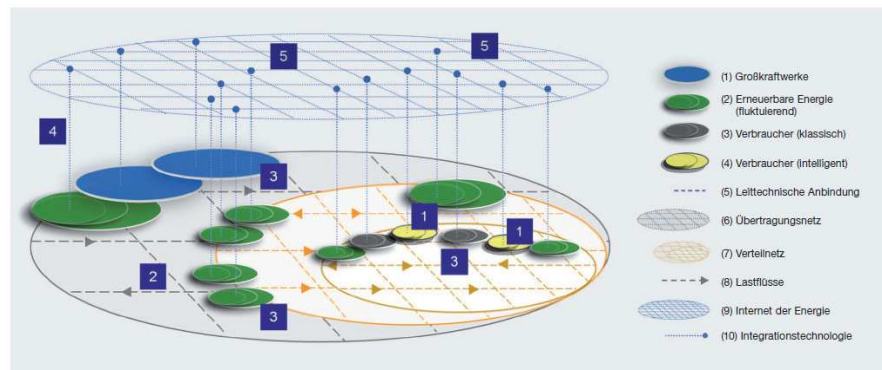 5
5
4
3
1
1
3
2
3
(1) Großkraftwerke
(2) Erneuerbare Energie
(fluktuierend)
(3) Verbraucher (klassisch)
(4) Verbraucher (intelligent)
(5) Leittechnische Anbindung
(6) Übertragungsnetz
(7) Verteilnetz
(8) Lastflüsse
(9) Internet der Energie
(10) Integrationstechnologie